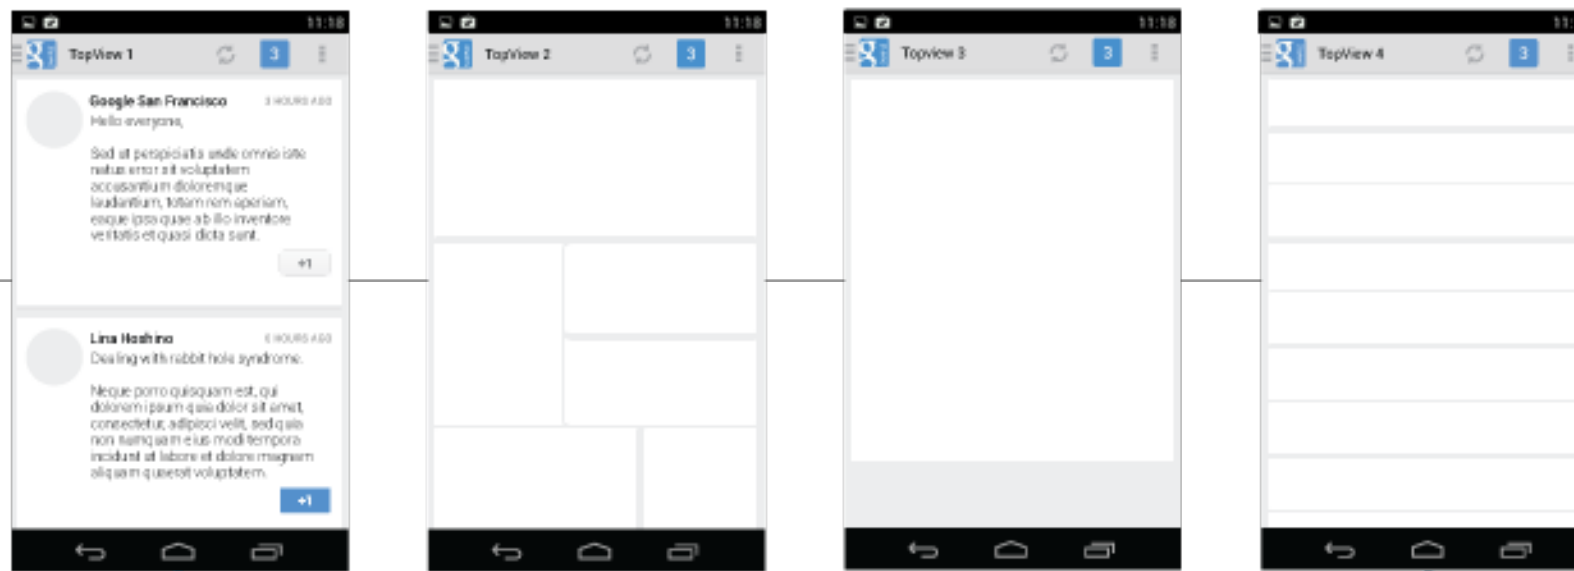 11:18
TopView 1
3
Google San Francisco 3 HOURS AGO
Hello everyone,
Sed ut perspiciatis unde omnis iste
natus error sit voluptatem
accusantium doloremque
laudantium, totam rem aperiam,
eaque ipsa quae ab illo inventore
veritatis et quasi dicta sunt.
+1
Lina Hoshino 6 HOURS AGO
Dealing with rabbit hole syndrome.
Neque porro quisquam est, qui
dolorem ipsum quia dolor sit amet,
consectetur, adipisci velit, sed quia
non numquam eius modi tempora
incidunt ut labore et dolore magnam
aliquam quaerat voluptatem.
+1
11:18
TopView 2
3
11:18
Topview 3
3
11:
TopView 4
3